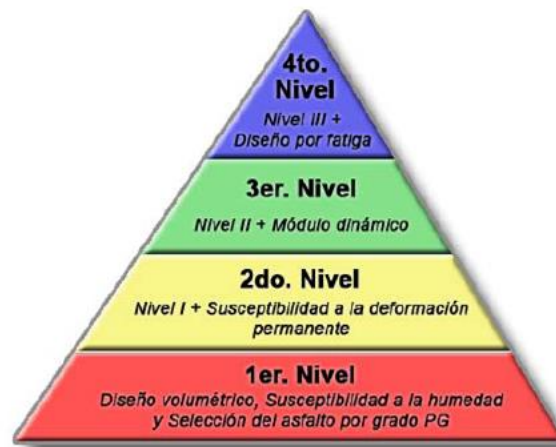 4to.
Nivel
Nivel III +
Diseño por fatiga
3er. Nivel
Nivel II + Módulo dinámico
2do. Nivel
Nivel I + Susceptibilidad a la deformación
permanente
1er. Nivel
Diseño volumétrico, Susceptibilidad a la humedad
y Selección del asfalto por grado PG